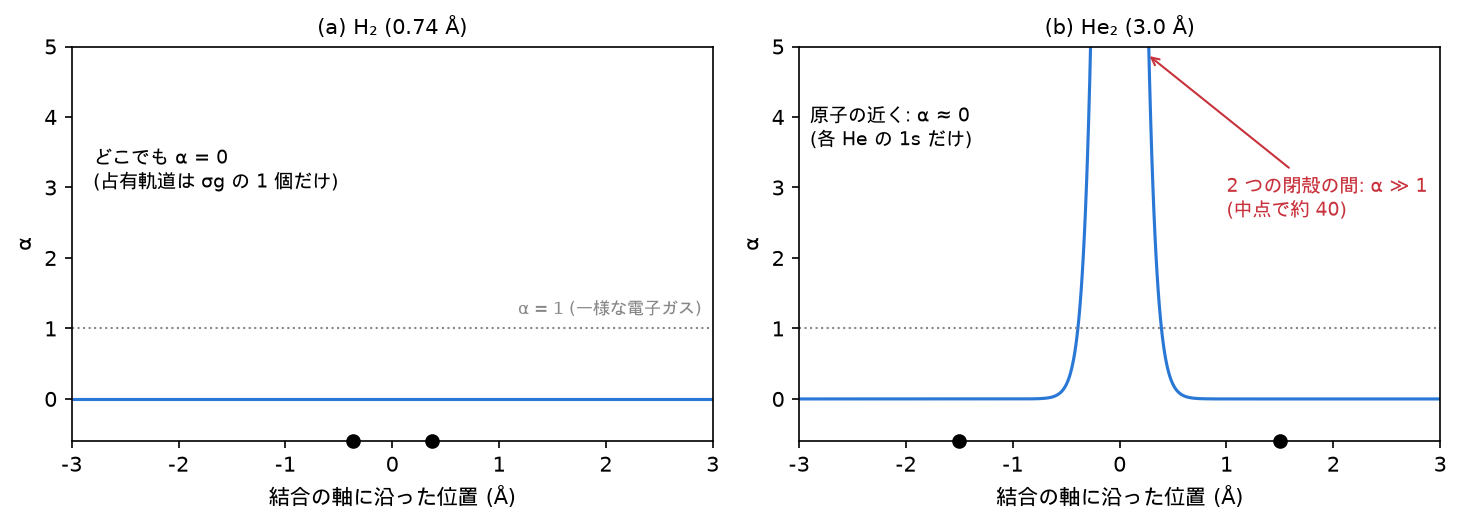 (a) H₂ (0.74 Å)
5
4
3
2
1
0
α
どこでも α = 0
(占有軌道は σg の 1 個だけ)
α = 1 (一様な電子ガス)
-3
-2
-1
0
1
2
3
結合の軸に沿った位置 (Å)
(b) He₂ (3.0 Å)
5
4
3
2
1
0
α
原子の近く: α ≈ 0
(各 He の 1s だけ)
2 つの閉殻の間: α ≫ 1
(中点で約 40)
-3
-2
-1
0
1
2
3
結合の軸に沿った位置 (Å)